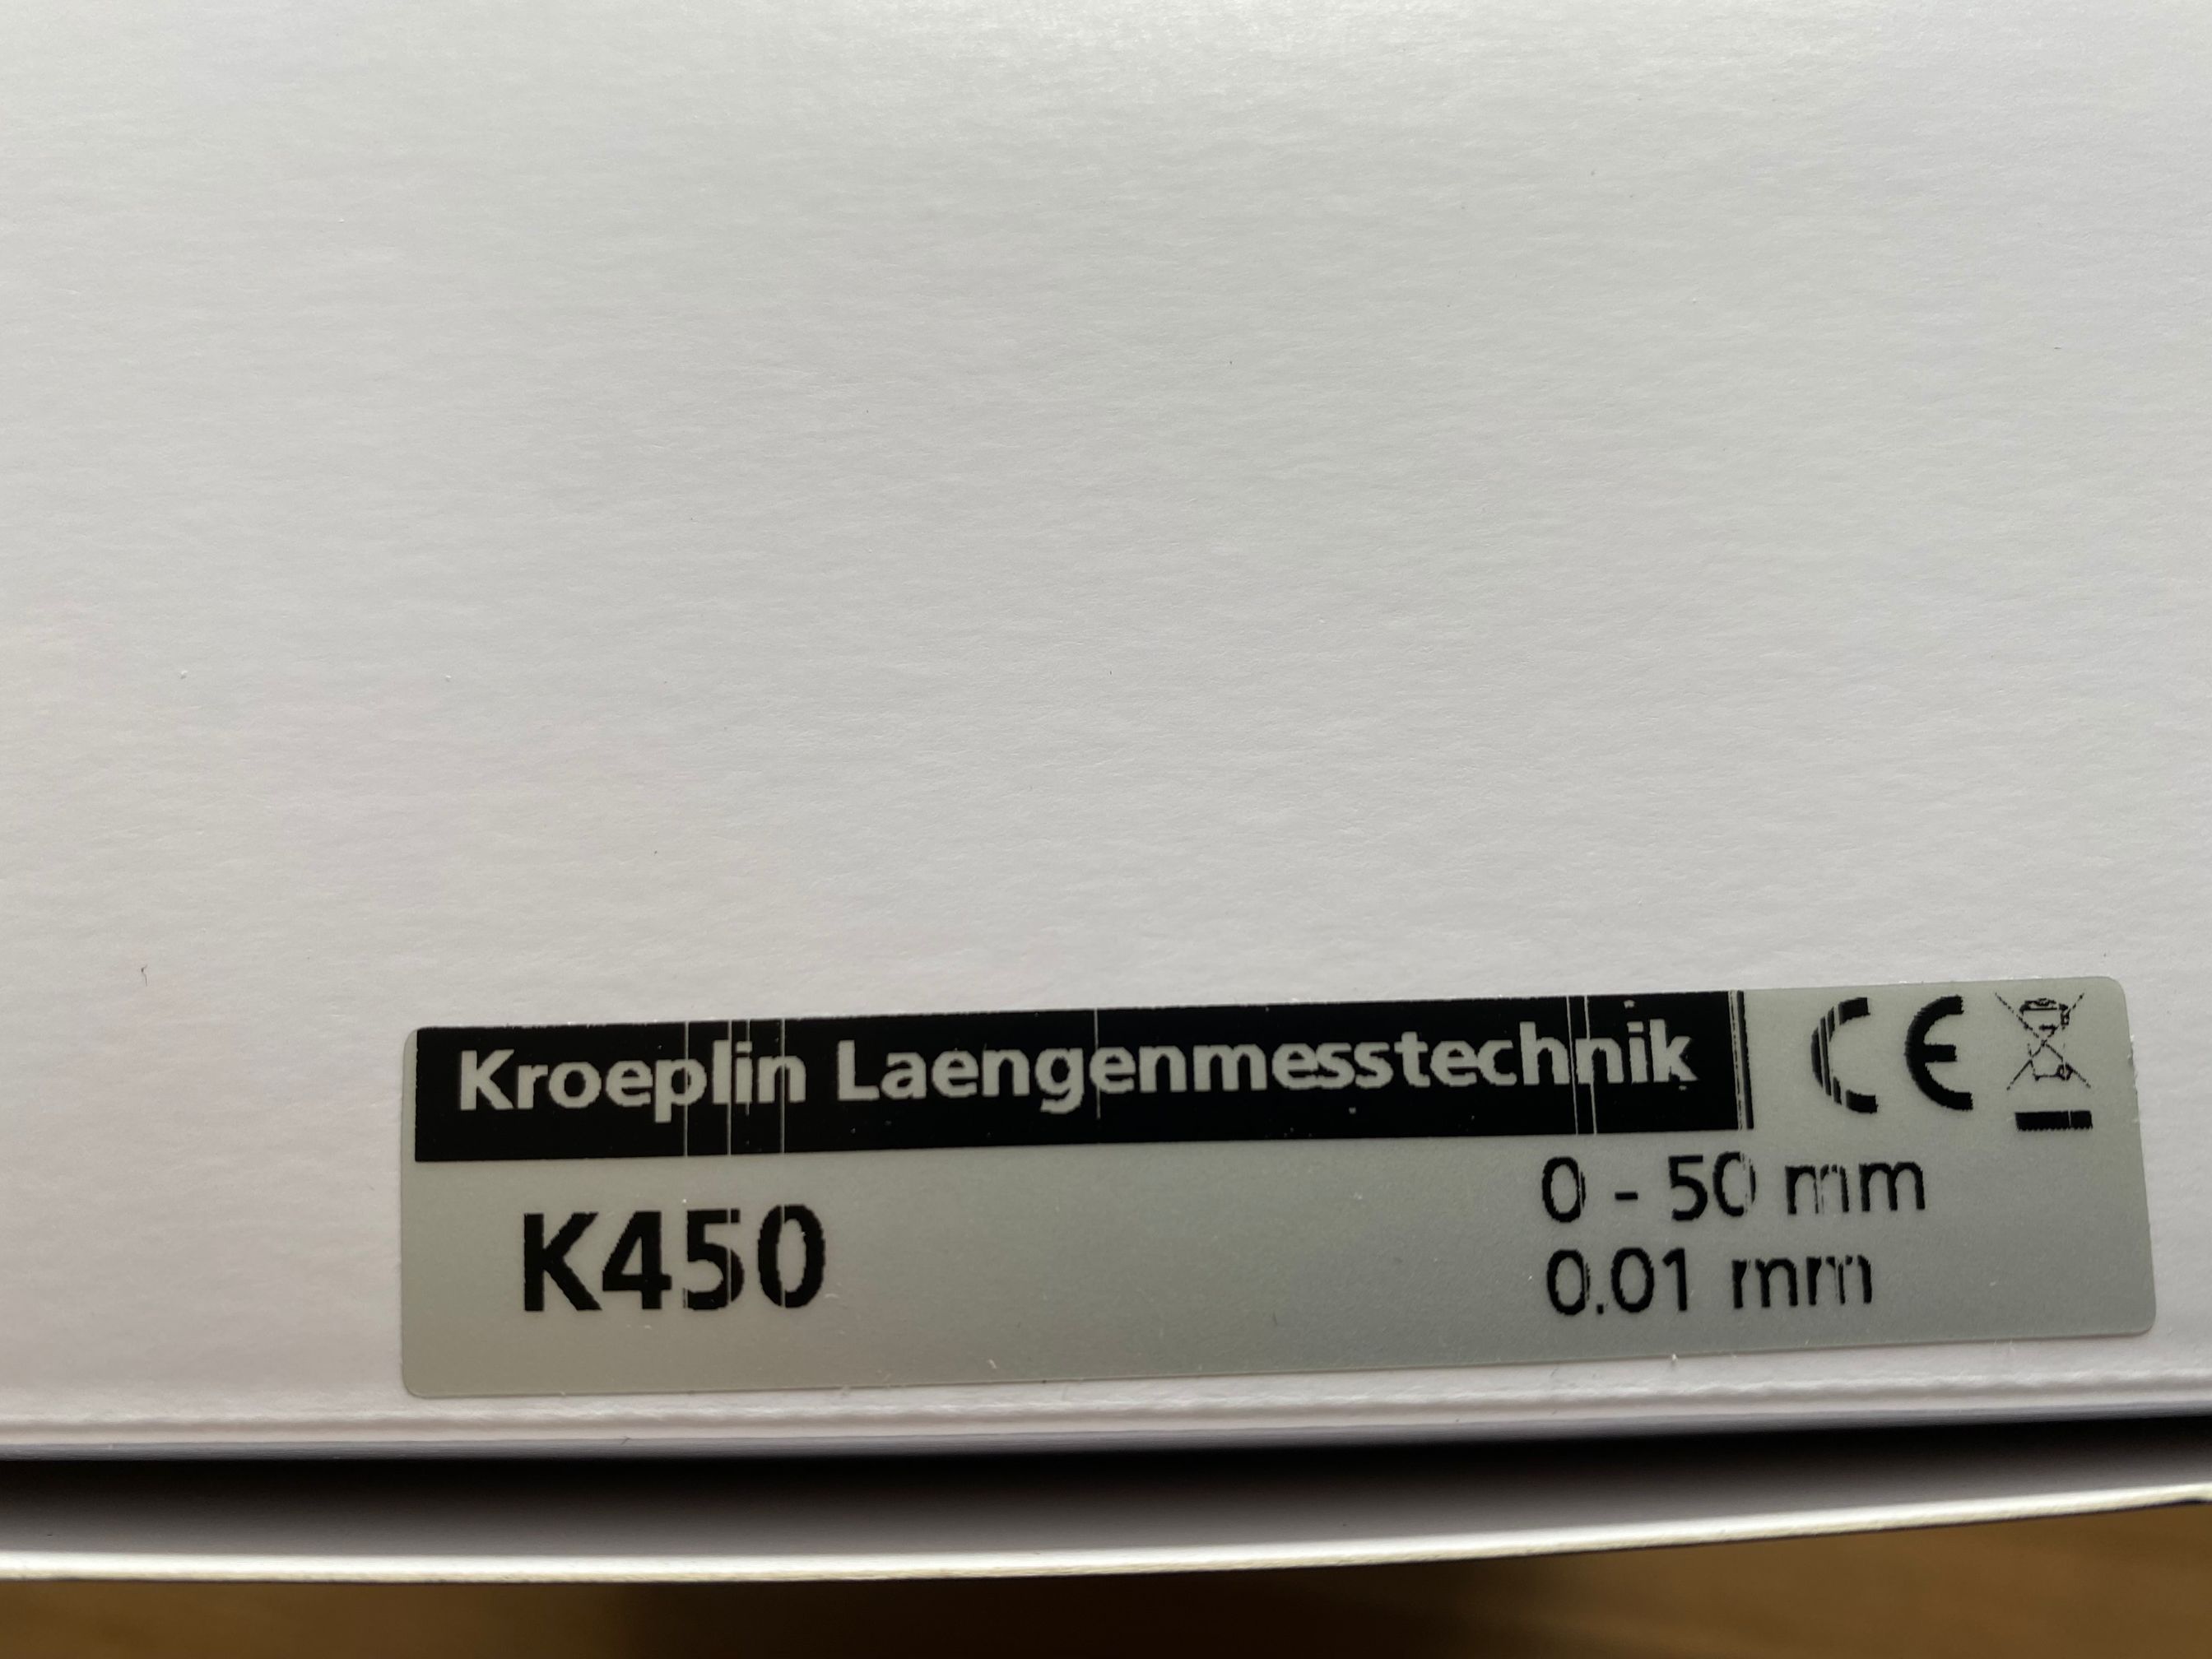 Kroeplin Laengenmesstechnik CE
K450
0 - 50 mm
0.01 mm